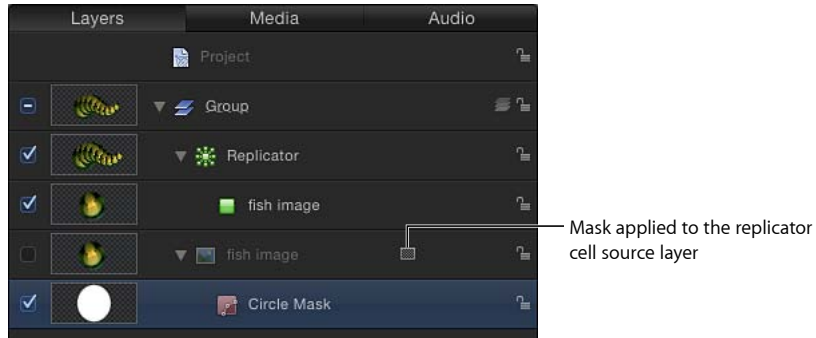 Layers Media Audio
Project
Group
Replicator
fish image
fish image
Circle Mask
Mask applied to the replicator
cell source layer